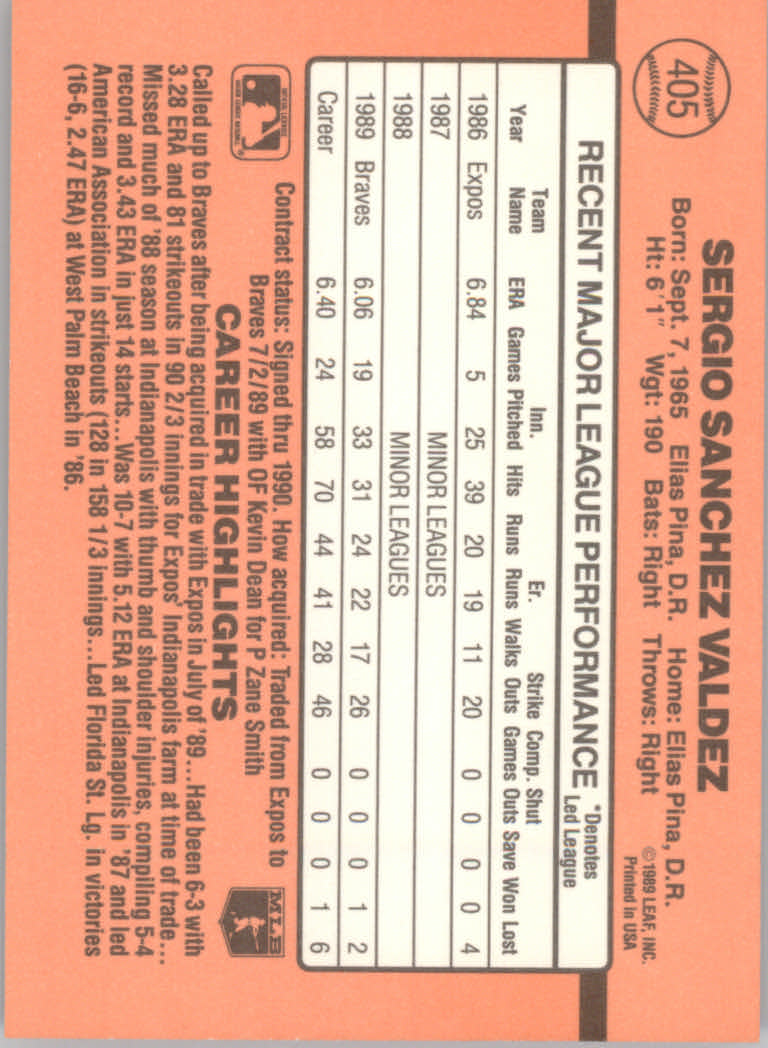 405
SERGIO SANCHEZ VALDEZ
Born: Sept. 7, 1965 Elias Pina, D.R. Home: Elias Pina, D.R.
Ht: 6'1" Wgt: 190 Bats: Right Throws: Right
©1989 LEAF, INC.
Printed in USA
RECENT MAJOR LEAGUE PERFORMANCE *Denotes Led League
Team Inn. Er. Strike Comp. Shut
Year Name ERA Games Pitched Hits Runs Runs Walks Outs Games Outs Save Won Lost
1986 Expos 6.84 5 25 39 20 19 11 20 0 0 0 0 4
1987 MINOR LEAGUES
1988 MINOR LEAGUES
1989 Braves 6.06 19 33 31 24 22 17 26 0 0 0 1 2
Career 6.40 24 58 70 44 41 28 46 0 0 0 1 6
OFFICIAL LICENSEE
MAJOR LEAGUE BASEBALL
Contract status: Signed thru 1990. How acquired: Traded from Expos to
Braves 7/2/89 with OF Kevin Dean for P Zane Smith
MLB
CAREER HIGHLIGHTS
Called up to Braves after being acquired in trade with Expos in July of '89...Had been 6-3 with
3.28 ERA and 81 strikeouts in 90 2/3 innings for Expos' Indianapolis farm at time of trade...
Missed much of '88 season at Indianapolis with thumb and shoulder injuries, compiling 5-4
record and 3.43 ERA in just 14 starts...Was 10-7 with 5.12 ERA at Indianapolis in '87 and led
American Association in strikeouts (128 in 158 1/3 innings...Led Florida St. Lg. in victories
(16-6, 2.47 ERA) at West Palm Beach in '86.